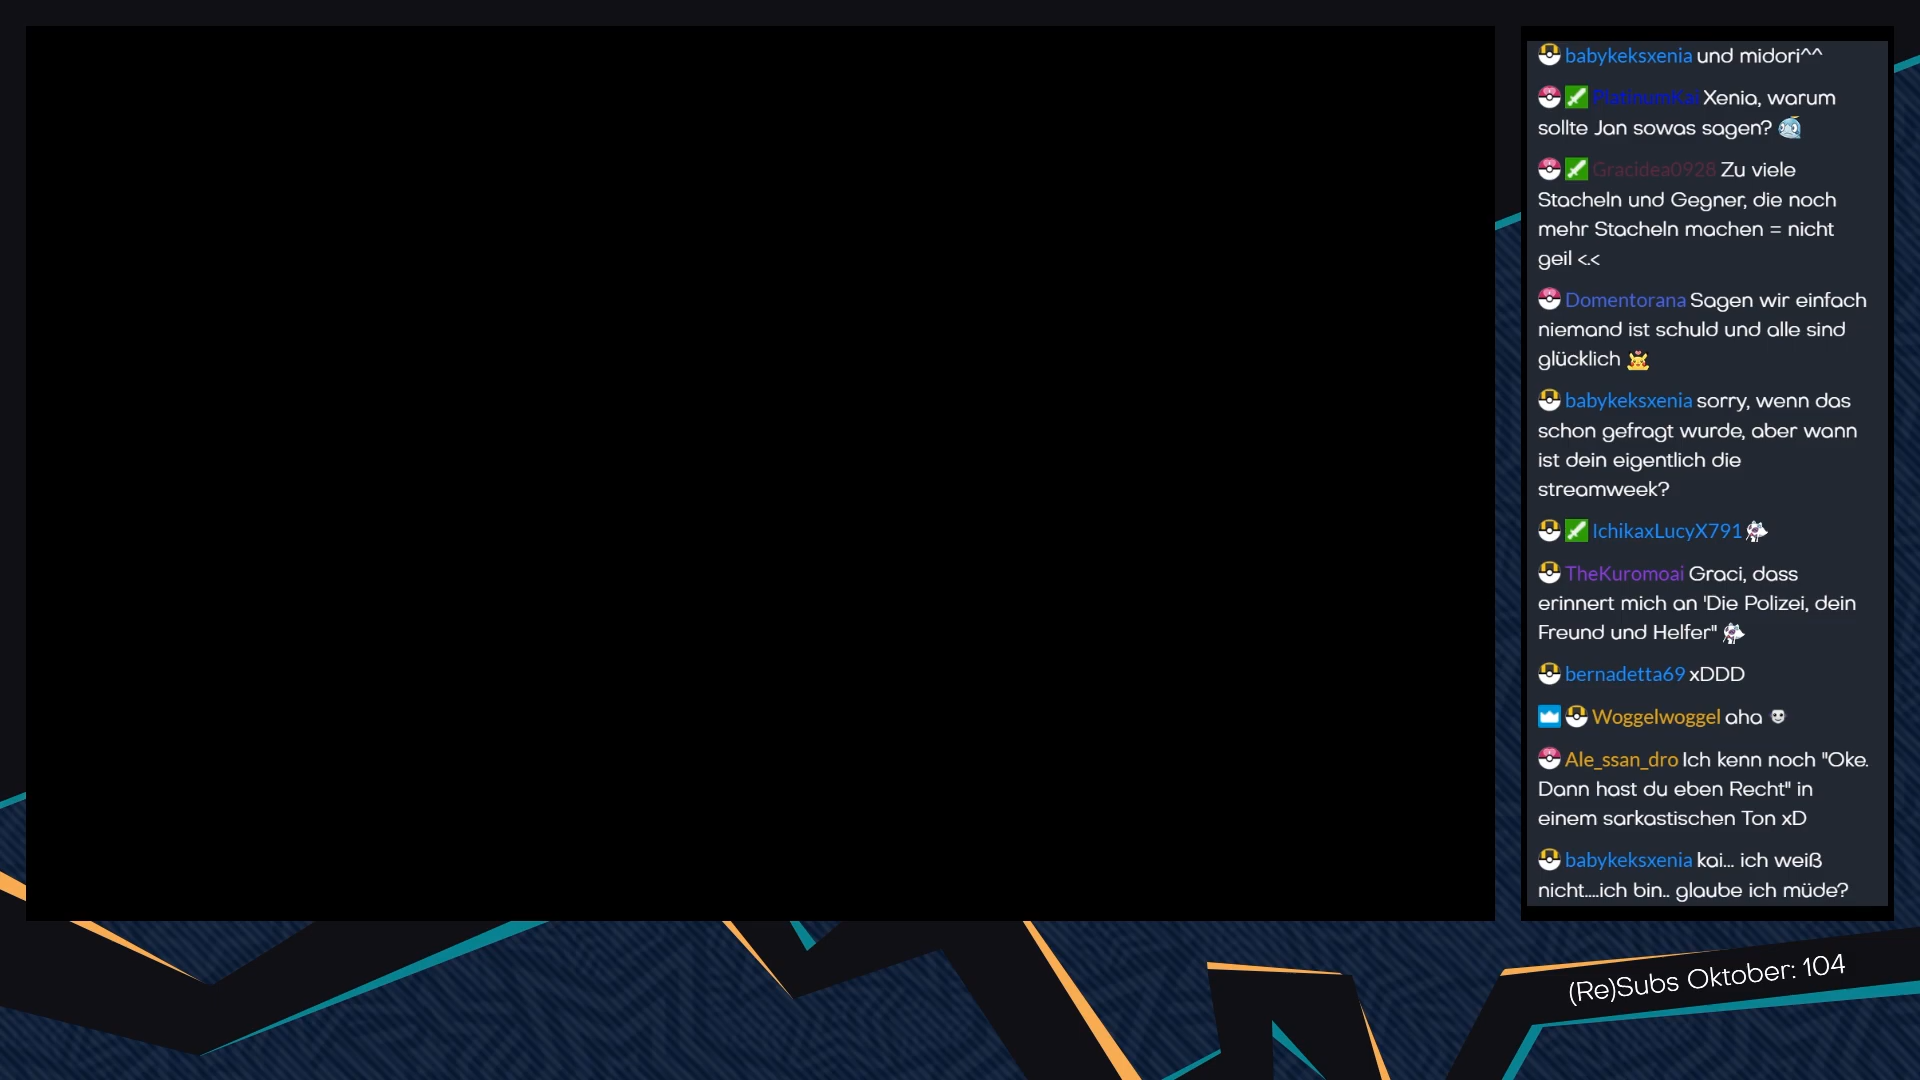 babykeksxenia und midori^^
PlatinumKai Xenia, warum
sollte Jan sowas sagen?
Gracidea0928 Zu viele
Stacheln und Gegner, die noch
mehr Stacheln machen = nicht
geil <.<
Domentorana Sagen wir einfach
niemand ist schuld und alle sind
glücklich
babykeksxenia sorry, wenn das
schon gefragt wurde, aber wann
ist dein eigentlich die
streamweek?
IchikaxLucyX791
TheKuromoai Graci, dass
erinnert mich an 'Die Polizei, dein
Freund und Helfer"
bernadetta69 xDDD
Woggelwoggel aha
Ale_ssan_dro Ich kenn noch "Oke.
Dann hast du eben Recht" in
einem sarkastischen Ton xD
babykeksxenia kai... ich weiß
nicht....ich bin.. glaube ich müde?
(Re)Subs Oktober: 104